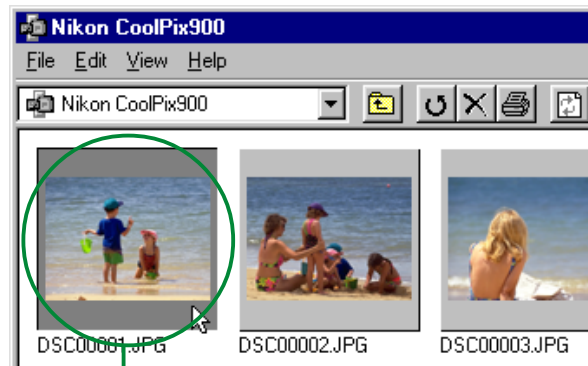 Nikon CoolPix900
File Edit View Help
Nikon CoolPix900
DSC00001.JPG DSC00002.JPG DSC00003.JPG